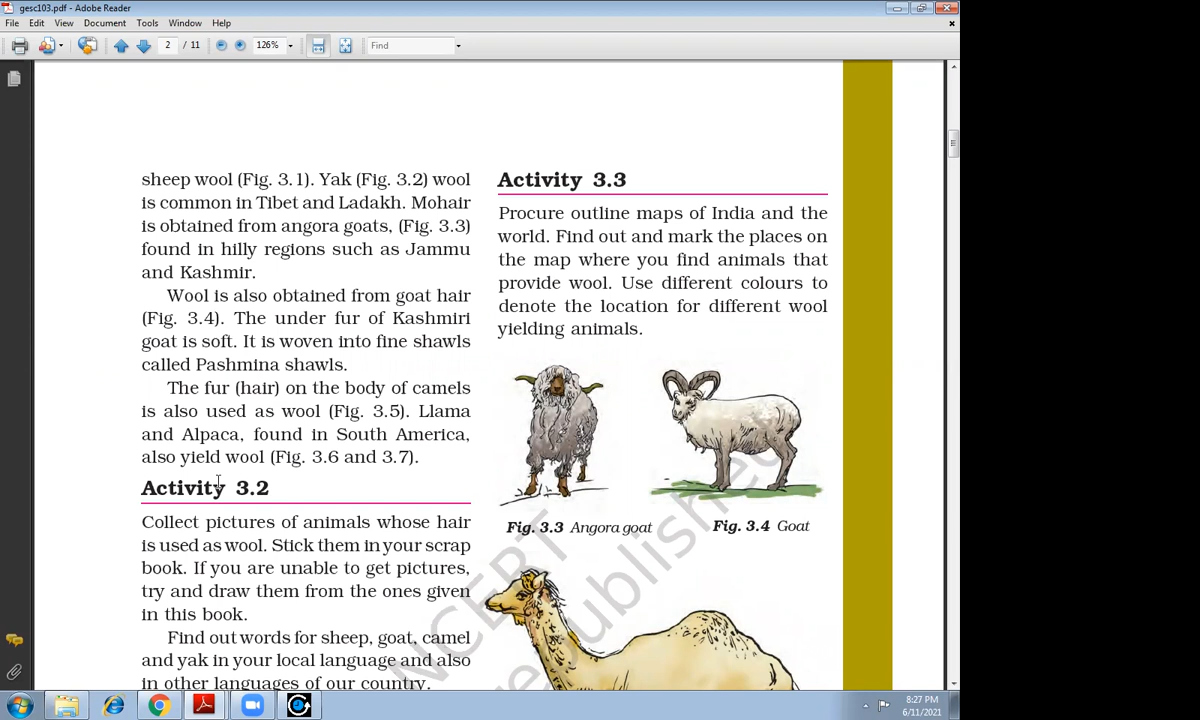 gesc103.pdf - Adobe Reader
File Edit View Document Tools Window Help
2 / 11 126% Find
sheep wool (Fig. 3.1). Yak (Fig. 3.2) wool
is common in Tibet and Ladakh. Mohair
is obtained from angora goats, (Fig. 3.3)
found in hilly regions such as Jammu
and Kashmir.
Wool is also obtained from goat hair
(Fig. 3.4). The under fur of Kashmiri
goat is soft. It is woven into fine shawls
called Pashmina shawls.
The fur (hair) on the body of camels
is also used as wool (Fig. 3.5). Llama
and Alpaca, found in South America,
also yield wool (Fig. 3.6 and 3.7).
Activity 3.2
Collect pictures of animals whose hair
is used as wool. Stick them in your scrap
book. If you are unable to get pictures,
try and draw them from the ones given
in this book.
Find out words for sheep, goat, camel
and yak in your local language and also
in other languages of our country.
Activity 3.3
Procure outline maps of India and the
world. Find out and mark the places on
the map where you find animals that
provide wool. Use different colours to
denote the location for different wool
yielding animals.
Fig. 3.3 Angora goat
Fig. 3.4 Goat
NCERT
republished
8:27 PM
6/11/2021